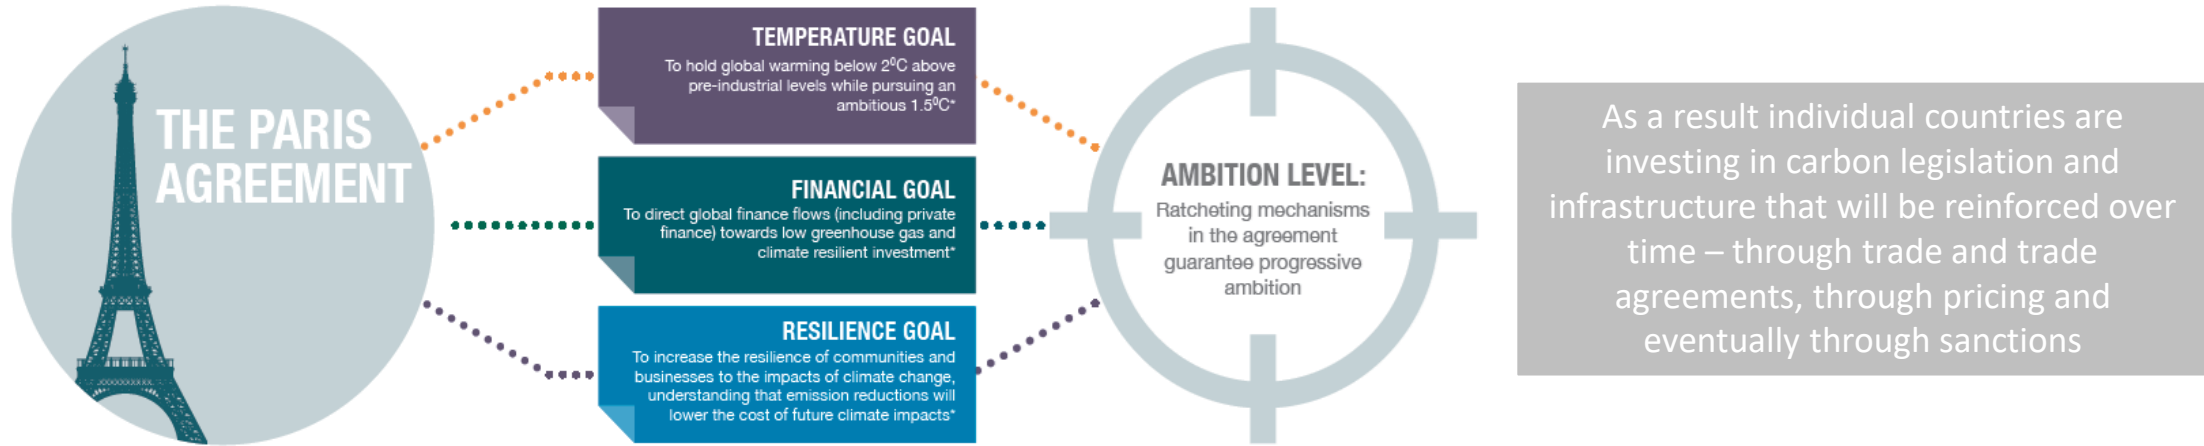 THE PARIS
AGREEMENT
TEMPERATURE GOAL
To hold global warming below 2⁰C above
pre-industrial levels while pursuing an
ambitious 1.5⁰C*
FINANCIAL GOAL
To direct global finance flows (including private
finance) towards low greenhouse gas and
climate resilient investment*
RESILIENCE GOAL
To increase the resilience of communities and
businesses to the impacts of climate change,
understanding that emission reductions will
lower the cost of future climate impacts*
AMBITION LEVEL:
Ratcheting mechanisms
in the agreement
guarantee progressive
ambition
As a result individual countries are
investing in carbon legislation and
infrastructure that will be reinforced over
time – through trade and trade
agreements, through pricing and
eventually through sanctions